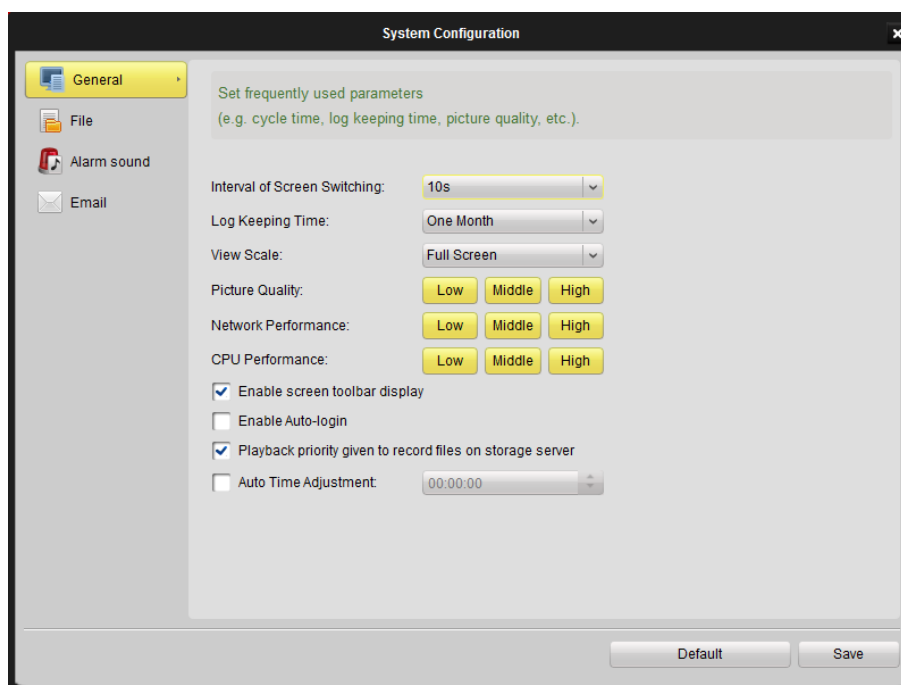 System Configuration
General
File
Alarm sound
Email
Set frequently used parameters
(e.g. cycle time, log keeping time, picture quality, etc.).
Interval of Screen Switching: 10s
Log Keeping Time: One Month
View Scale: Full Screen
Picture Quality: Low Middle High
Network Performance: Low Middle High
CPU Performance: Low Middle High
Enable screen toolbar display
Enable Auto-login
Playback priority given to record files on storage server
Auto Time Adjustment: 00:00:00
Default Save